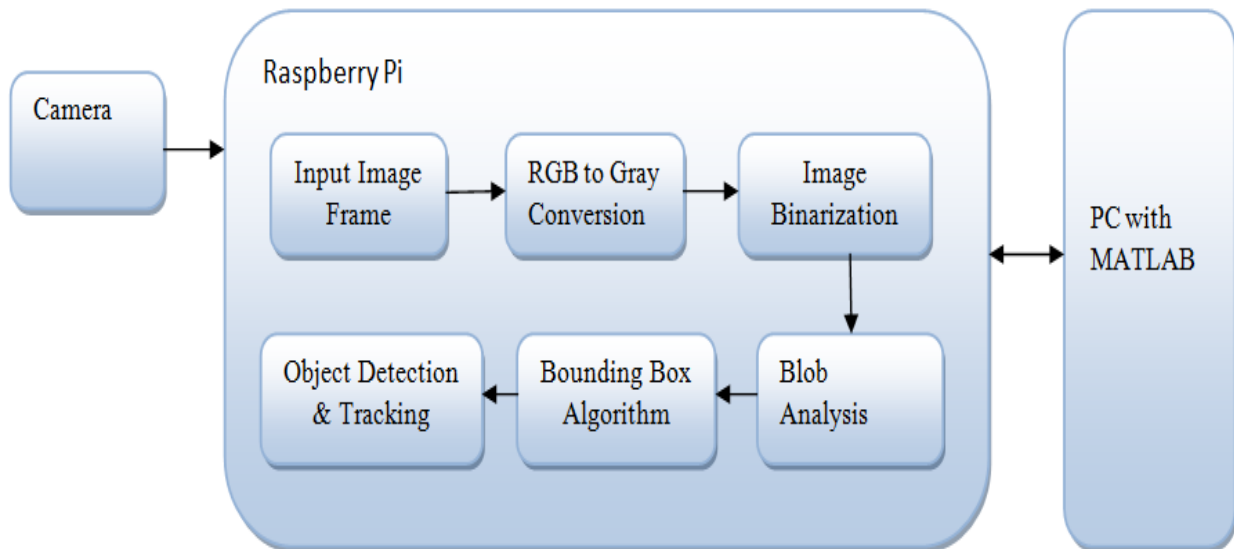 Raspberry Pi
Camera
Input Image
Frame
RGB to Gray
Conversion
Image
Binarization
PC with
MATLAB
Object Detection
& Tracking
Bounding Box
Algorithm
Blob
Analysis